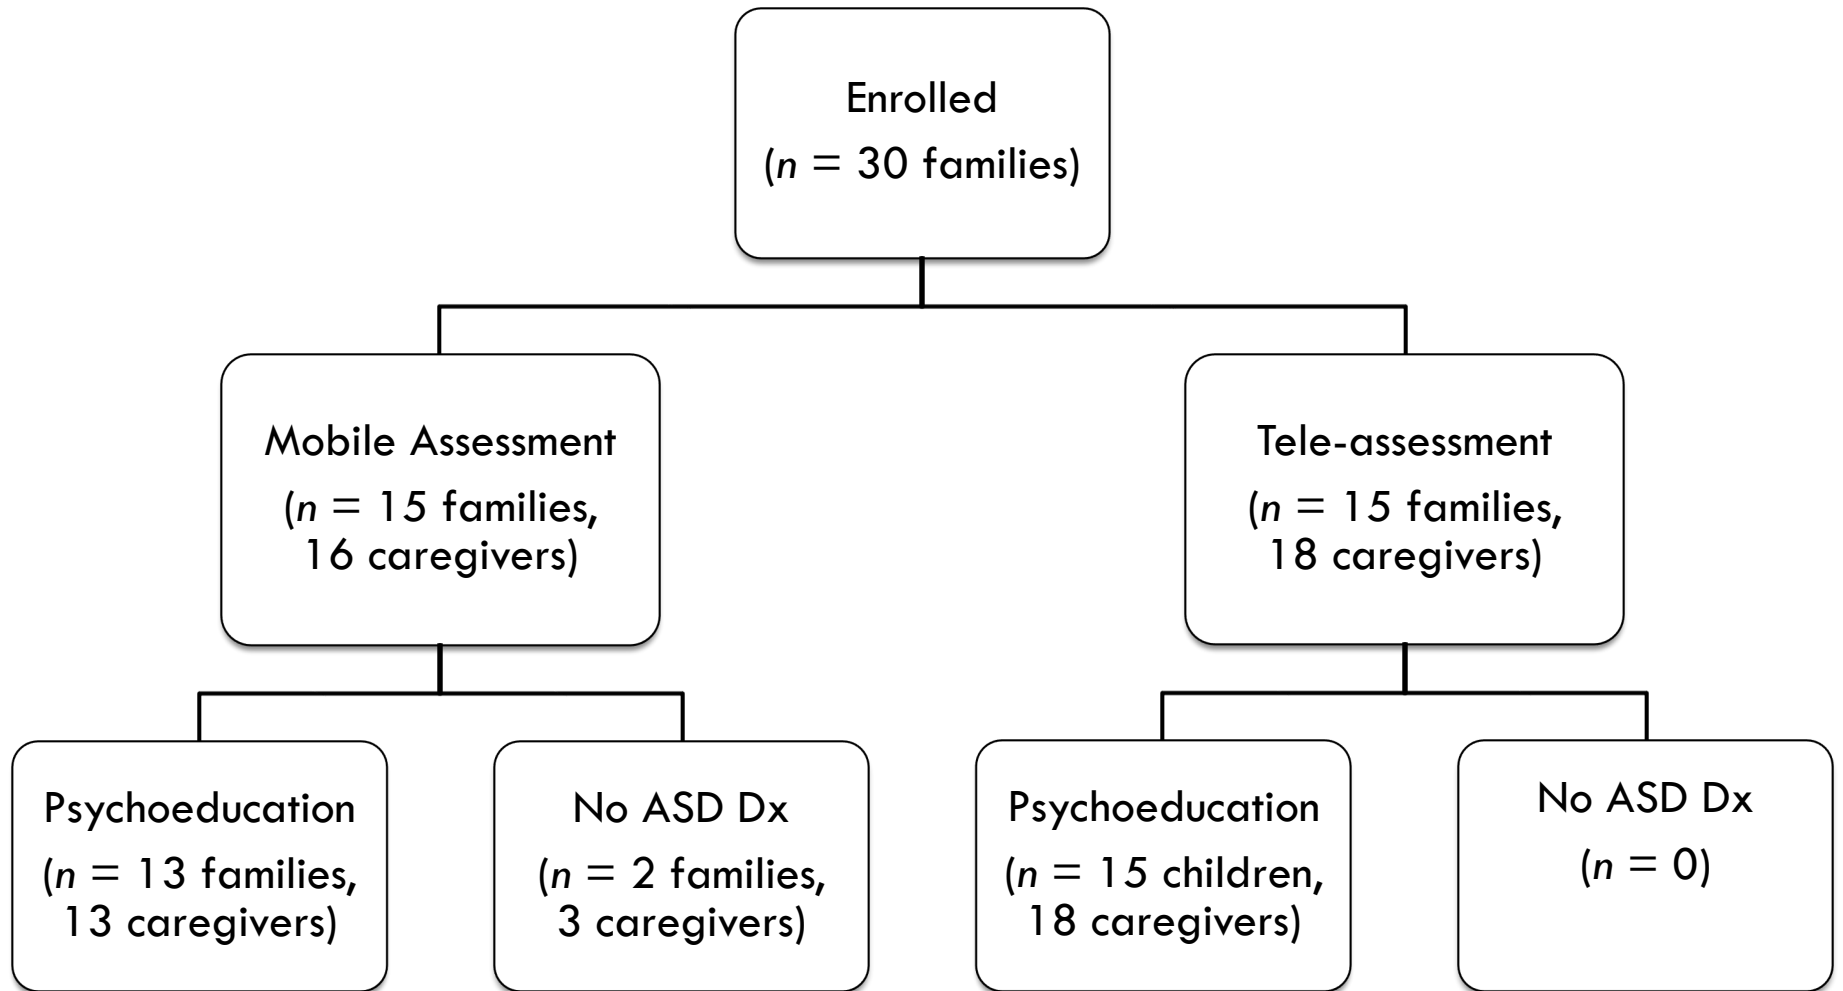 Enrolled
(n = 30 families)
Mobile Assessment
(n = 15 families,
16 caregivers)
Tele-assessment
(n = 15 families,
18 caregivers)
Psychoeducation
(n = 13 families,
13 caregivers)
No ASD Dx
(n = 2 families,
3 caregivers)
Psychoeducation
(n = 15 children,
18 caregivers)
No ASD Dx
(n = 0)